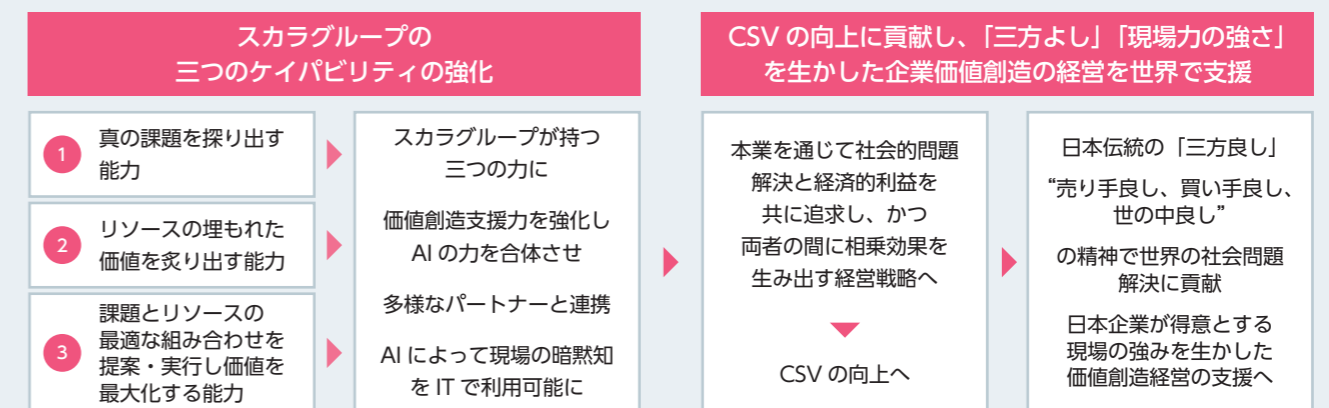 スカラグループの
三つのケイパビリティの強化
1
真の課題を探り出す
能力
2
リソースの埋もれた
価値を炙り出す能力
3
課題とリソースの
最適な組み合わせを
提案・実行し価値を
最大化する能力
スカラグループが持つ
三つの力に
価値創造支援力を強化し
AI の力を合体させ
多様なパートナーと連携
AI によって現場の暗黙知
を IT で利用可能に
CSV の向上に貢献し、「三方よし」「現場力の強さ」
を生かした企業価値創造の経営を世界で支援
本業を通じて社会的問題
解決と経済的利益を
共に追求し、かつ
両者の間に相乗効果を
生み出す経営戦略へ
CSV の向上へ
日本伝統の「三方良し」
“売り手良し、買い手良し、
世の中良し”
の精神で世界の社会問題
解決に貢献
日本企業が得意とする
現場の強みを生かした
価値創造経営の支援へ